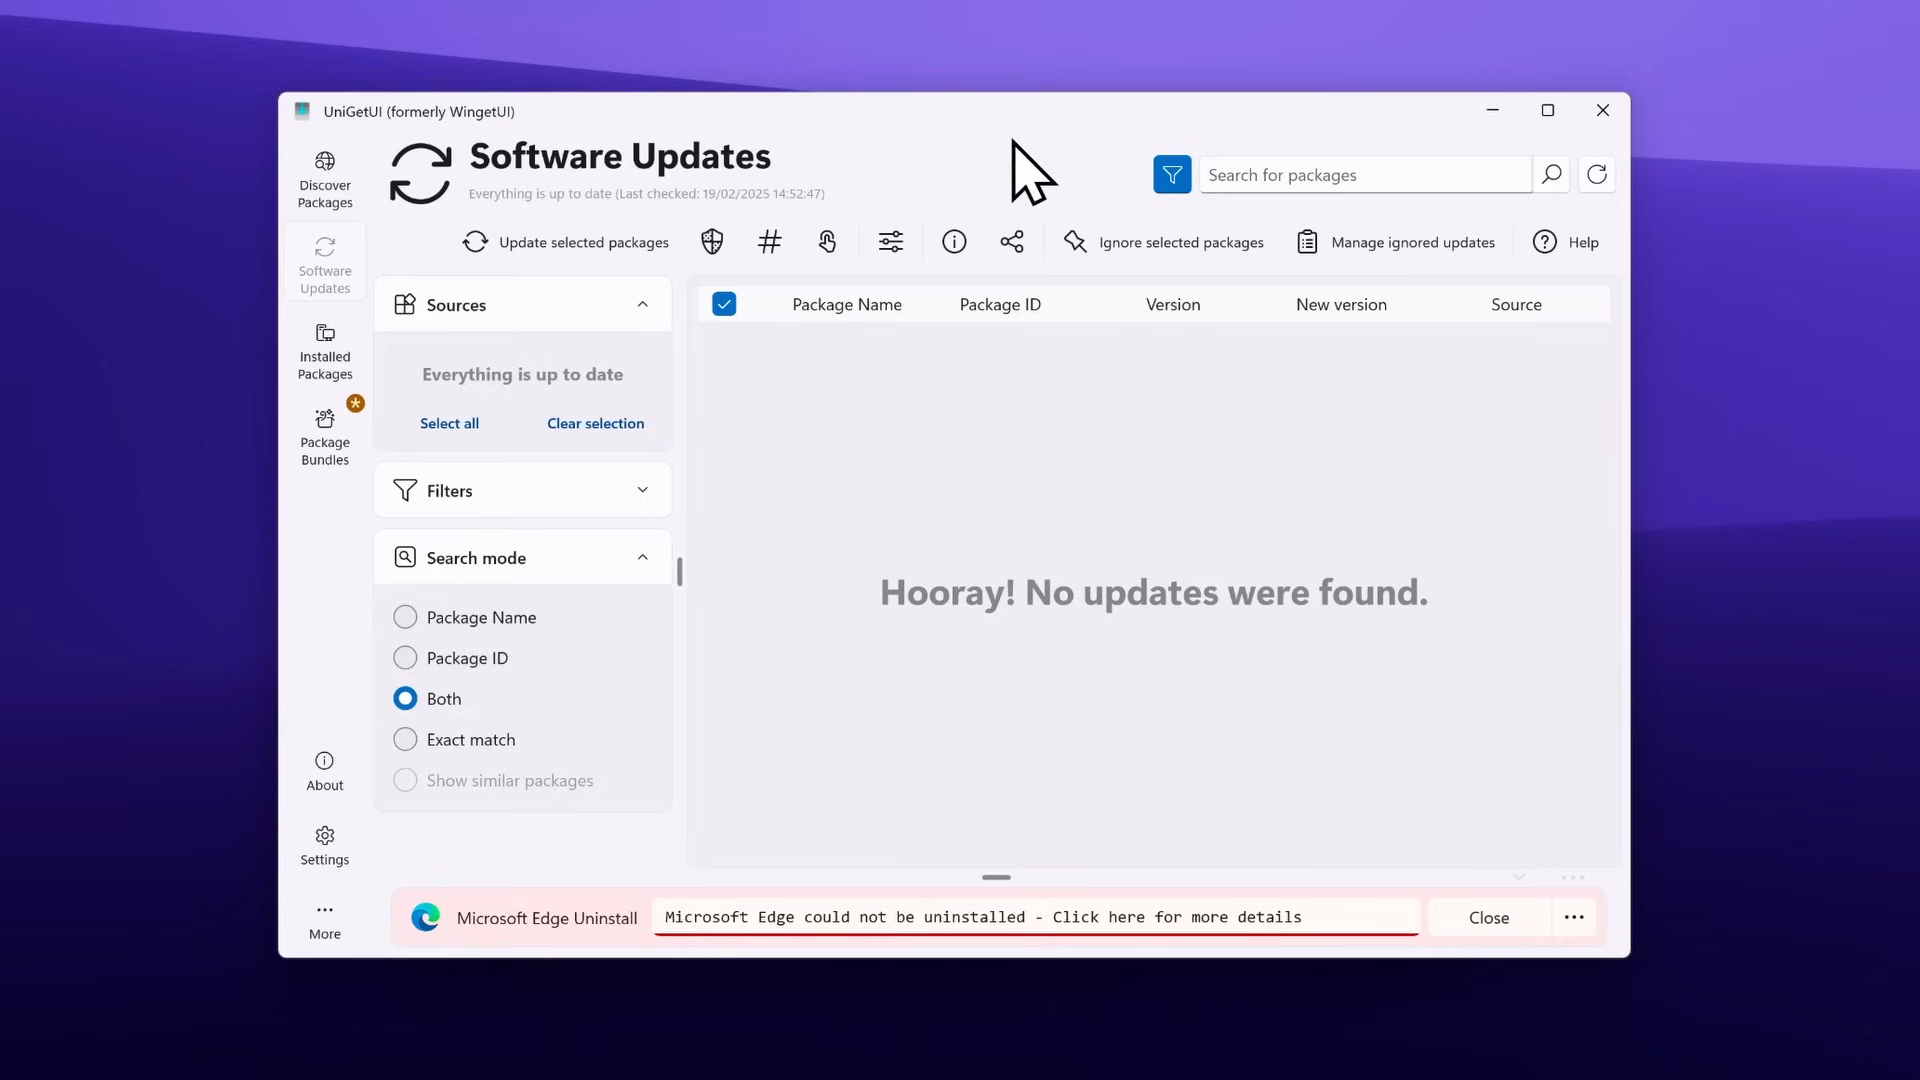 UniGetUI (formerly WingetUI)
Software Updates
Everything is up to date (Last checked: 19/02/2025 14:52:47)
Search for packages
Discover
Packages
Software
Updates
Installed
Packages
Package
Bundles
About
Settings
More
Update selected packages
Ignore selected packages
Manage ignored updates
Help
Sources
Everything is up to date
Select all
Clear selection
Filters
Search mode
Package Name
Package ID
Both
Exact match
Show similar packages
Package Name
Package ID
Version
New version
Source
Hooray! No updates were found.
Microsoft Edge Uninstall
Microsoft Edge could not be uninstalled - Click here for more details
Close